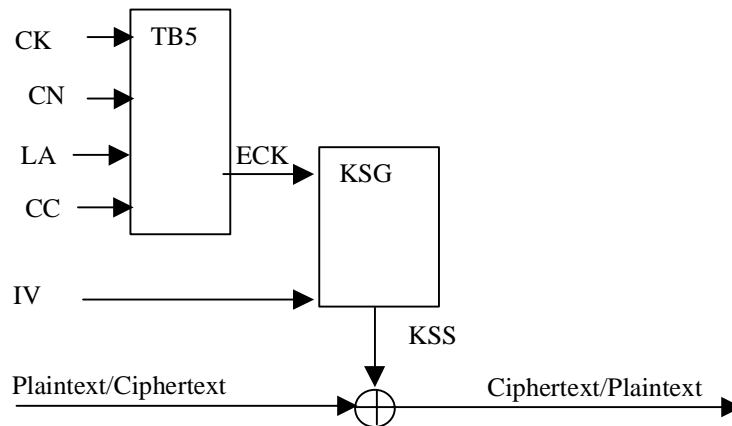 CK
TB5
CN
LA
ECK
KSG
CC
IV
KSS
Plaintext/Ciphertext
Ciphertext/Plaintext